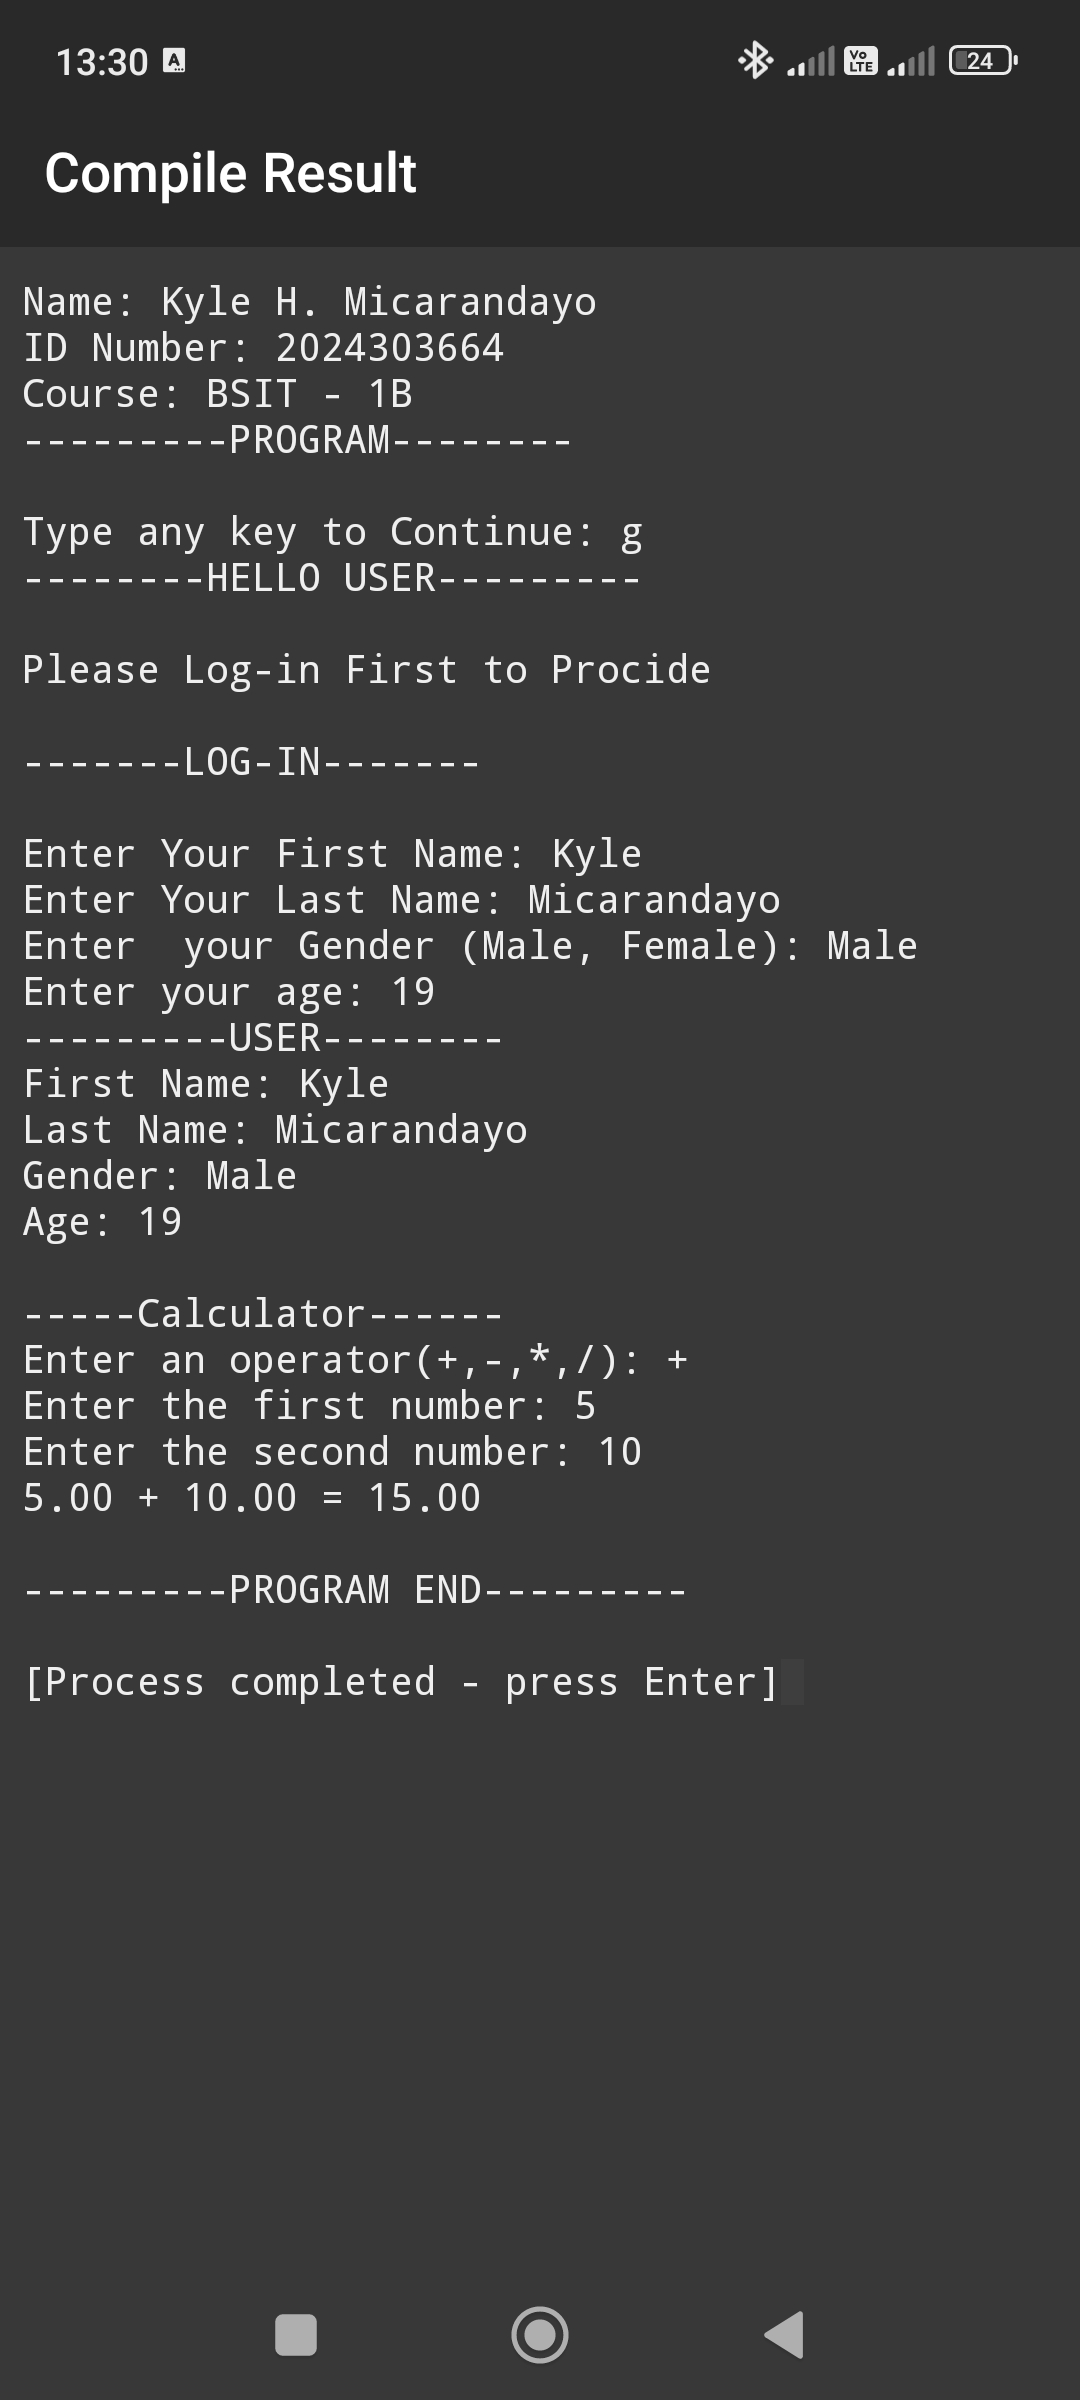 13:30
Vo LTE
24
Compile Result
Name: Kyle H. Micarandayo
ID Number: 2024303664
Course: BSIT - 1B
---------PROGRAM--------
Type any key to Continue: g
--------HELLO USER---------
Please Log-in First to Procide
-------LOG-IN-------
Enter Your First Name: Kyle
Enter Your Last Name: Micarandayo
Enter  your Gender (Male, Female): Male
Enter your age: 19
---------USER--------
First Name: Kyle
Last Name: Micarandayo
Gender: Male
Age: 19
-----Calculator------
Enter an operator(+,-,*,/): +
Enter the first number: 5
Enter the second number: 10
5.00 + 10.00 = 15.00
---------PROGRAM END---------
[Process completed - press Enter]